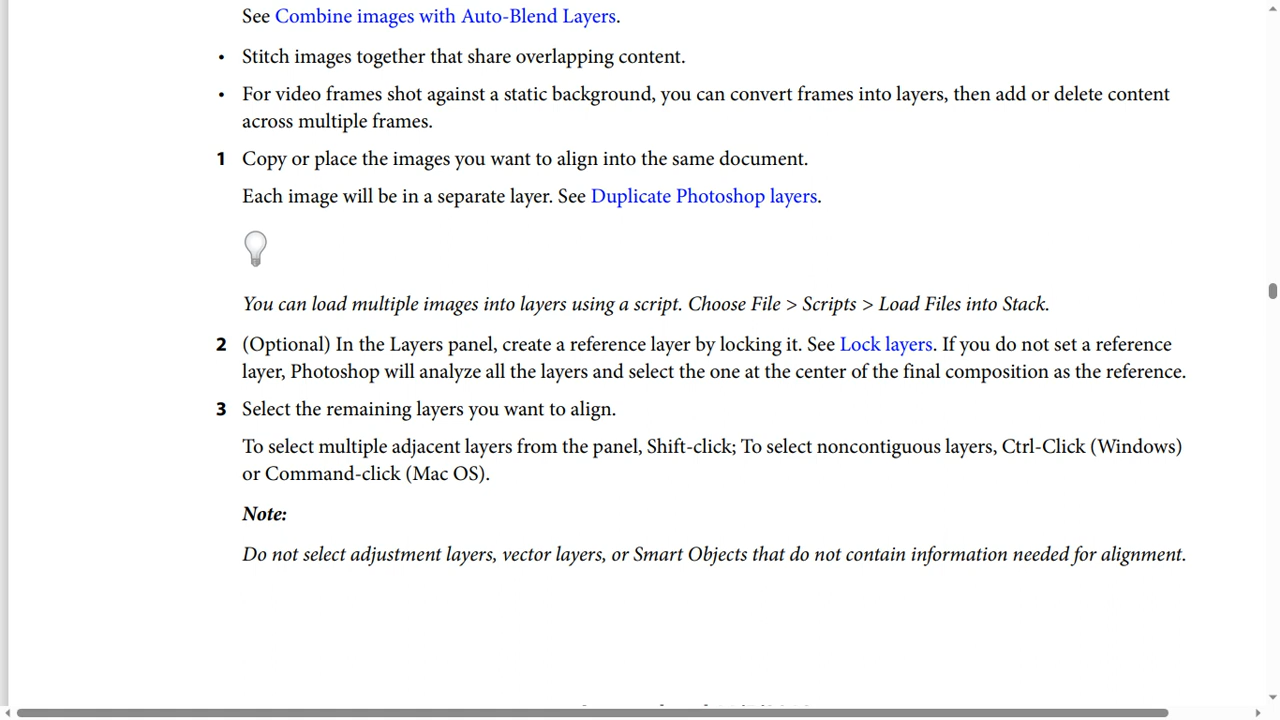 See Combine images with Auto-Blend Layers.
• Stitch images together that share overlapping content.
• For video frames shot against a static background, you can convert frames into layers, then add or delete content
across multiple frames.
1 Copy or place the images you want to align into the same document.
Each image will be in a separate layer. See Duplicate Photoshop layers.
You can load multiple images into layers using a script. Choose File > Scripts > Load Files into Stack.
2 (Optional) In the Layers panel, create a reference layer by locking it. See Lock layers. If you do not set a reference
layer, Photoshop will analyze all the layers and select the one at the center of the final composition as the reference.
3 Select the remaining layers you want to align.
To select multiple adjacent layers from the panel, Shift-click; To select noncontiguous layers, Ctrl-Click (Windows)
or Command-click (Mac OS).
Note:
Do not select adjustment layers, vector layers, or Smart Objects that do not contain information needed for alignment.